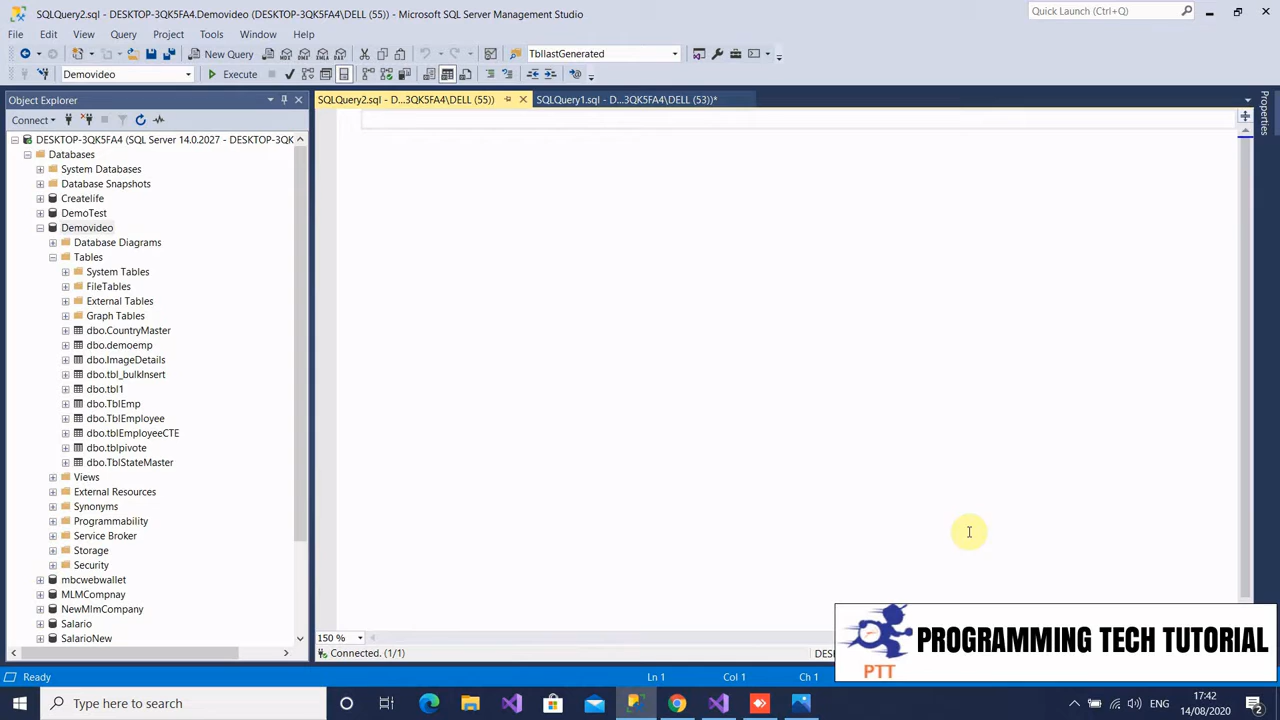 SQLQuery2.sql - DESKTOP-3QK5FA4.Demovideo (DESKTOP-3QK5FA4\DELL (55)) - Microsoft SQL Server Management Studio
Quick Launch (Ctrl+Q)
File Edit View Query Project Tools Window Help
New Query
TbllastGenerated
Demovideo
Execute
Object Explorer
SQLQuery2.sql - D...3QK5FA4\DELL (55))
SQLQuery1.sql - D...3QK5FA4\DELL (53))*
Properties
Connect
DESKTOP-3QK5FA4 (SQL Server 14.0.2027 - DESKTOP-3QK
Databases
System Databases
Database Snapshots
Createlife
DemoTest
Demovideo
Database Diagrams
Tables
System Tables
FileTables
External Tables
Graph Tables
dbo.CountryMaster
dbo.demoemp
dbo.ImageDetails
dbo.tbl_bulkInsert
dbo.tbl1
dbo.TblEmp
dbo.TblEmployee
dbo.tblEmployeeCTE
dbo.tblpivote
dbo.TblStateMaster
Views
External Resources
Synonyms
Programmability
Service Broker
Storage
Security
mbcwebwallet
MLMCompnay
NewMlmCompany
Salario
SalarioNew
150 %
Connected. (1/1)
DES
PROGRAMMING TECH TUTORIAL
PTT
Ready
Ln 1
Col 1
Ch 1
Type here to search
ENG
17:42
14/08/2020
2